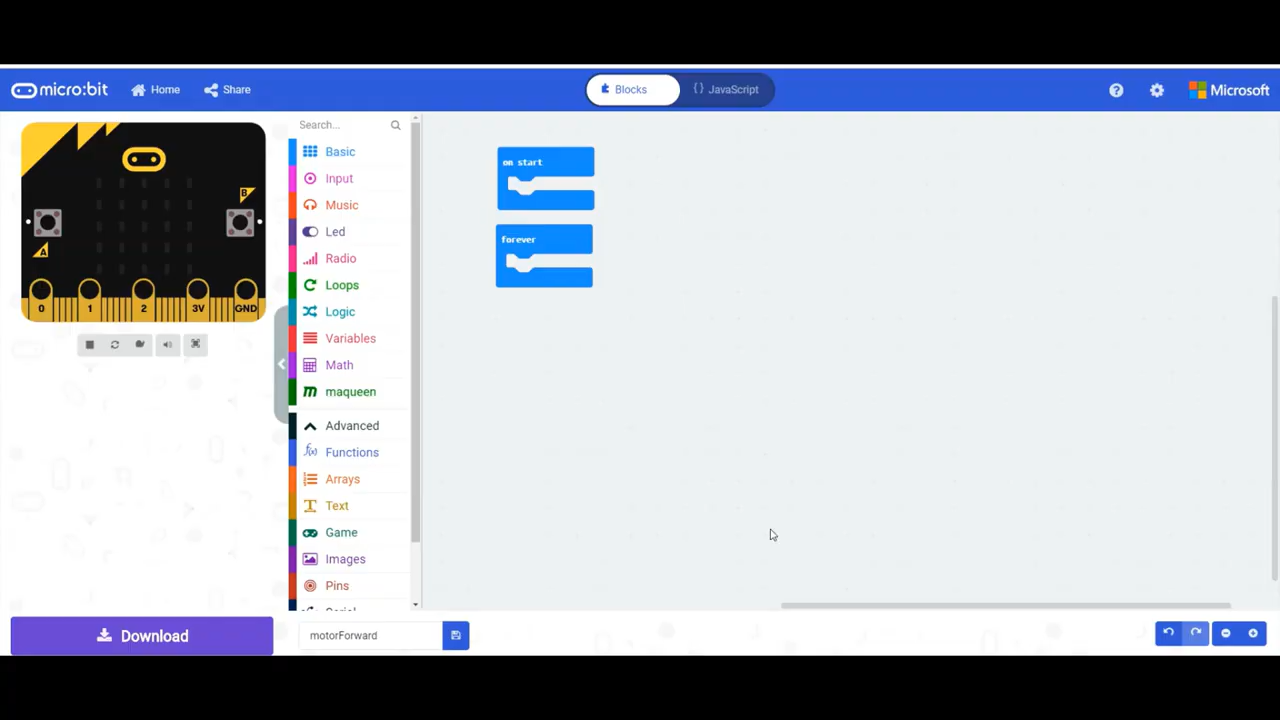 micro:bit Home Share Blocks {} JavaScript ? Microsoft
Search...
Basic
Input
Music
Led
Radio
Loops
Logic
Variables
Math
maqueen
Advanced
Functions
Arrays
Text
Game
Images
Pins
Serial
A
B
0 1 2 3V GND
on start
forever
Download
motorForward